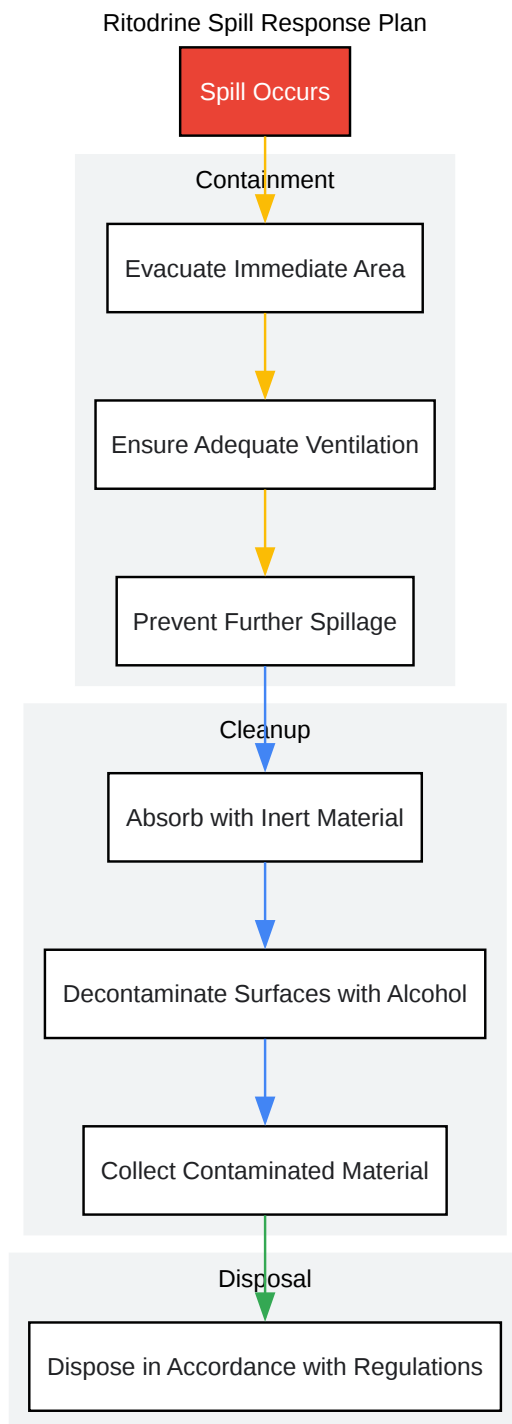 Ritodrine Spill Response Plan
Spill Occurs
Containment
Evacuate Immediate Area
Ensure Adequate Ventilation
Prevent Further Spillage
Cleanup
Absorb with Inert Material
Decontaminate Surfaces with Alcohol
Collect Contaminated Material
Disposal
Dispose in Accordance with Regulations